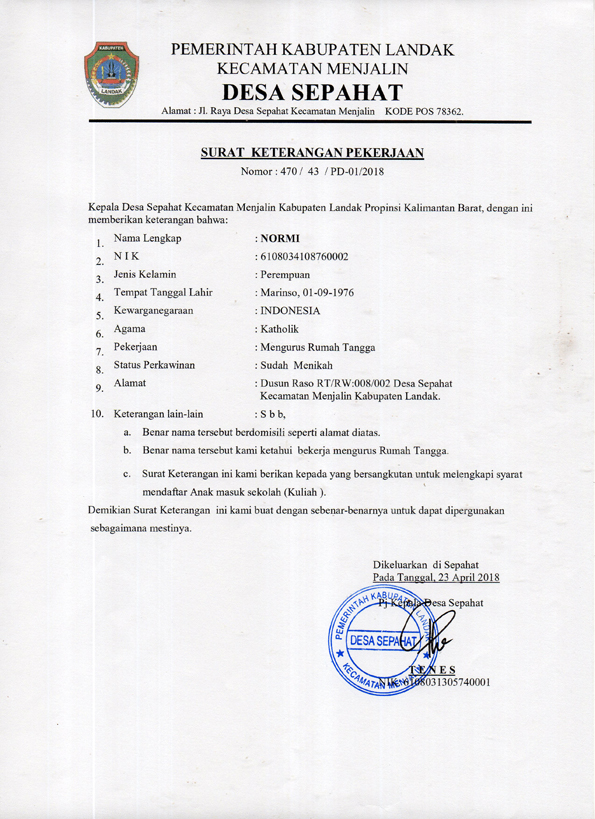 KABUPATEN
LANDAK
PEMERINTAH KABUPATEN LANDAK
KECAMATAN MENJALIN
DESA SEPAHAT
Alamat : Jl. Raya Desa Sepahat Kecamatan Menjalin KODE POS 78362.
SURAT KETERANGAN PEKERJAAN
Nomor : 470 / 43 / PD-01/2018
Kepala Desa Sepahat Kecamatan Menjalin Kabupaten Landak Propinsi Kalimantan Barat, dengan ini
memberikan keterangan bahwa:
1. Nama Lengkap : NORMI
2. N I K : 6108034108760002
3. Jenis Kelamin : Perempuan
4. Tempat Tanggal Lahir : Marinso, 01-09-1976
5. Kewarganegaraan : INDONESIA
6. Agama : Katholik
7. Pekerjaan : Mengurus Rumah Tangga
8. Status Perkawinan : Sudah Menikah
9. Alamat : Dusun Raso RT/RW:008/002 Desa Sepahat
Kecamatan Menjalin Kabupaten Landak.
10. Keterangan lain-lain : S b b,
a. Benar nama tersebut berdomisili seperti alamat diatas.
b. Benar nama tersebut kami ketahui bekerja mengurus Rumah Tangga.
c. Surat Keterangan ini kami berikan kepada yang bersangkutan untuk melengkapi syarat
mendaftar Anak masuk sekolah (Kuliah ).
Demikian Surat Keterangan ini kami buat dengan sebenar-benarnya untuk dapat dipergunakan
sebagaimana mestinya.
Dikeluarkan di Sepahat
Pada Tanggal, 23 April 2018
Pj Kepala Desa Sepahat
PEMERINTAH KABUPATEN LANDAK
DESA SEPAHAT
KECAMATAN MENJALIN
T E N E S
NIK. 6108031305740001